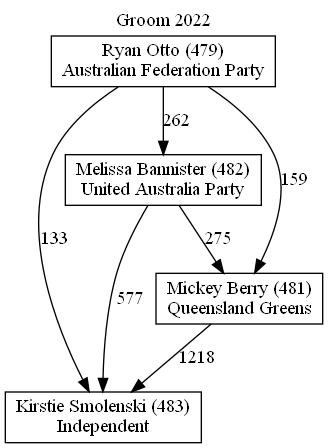 Groom 2022
Ryan Otto (479)
Australian Federation Party
262
Melissa Bannister (482)
United Australia Party
159
133
275
577
Mickey Berry (481)
Queensland Greens
1218
Kirstie Smolenski (483)
Independent